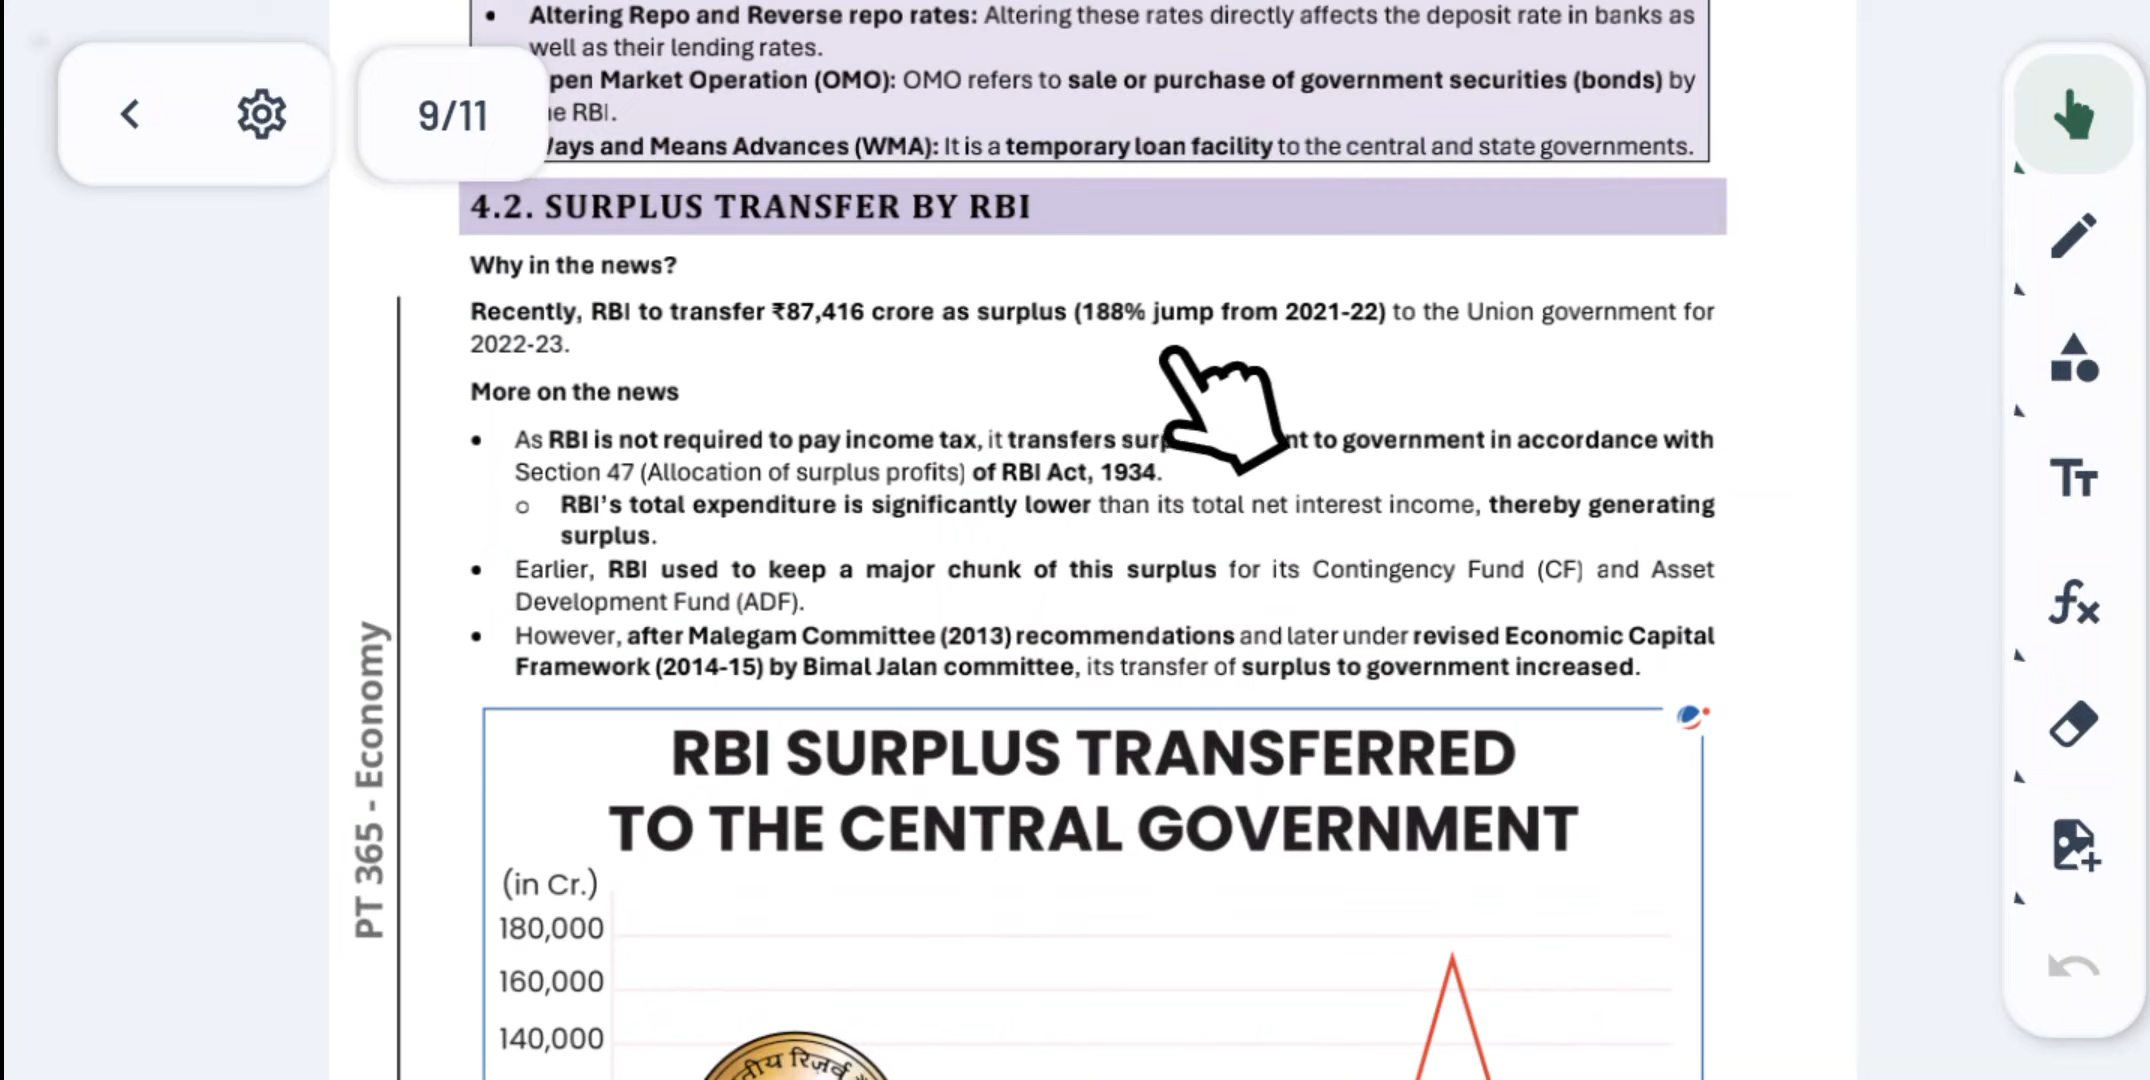 • Altering Repo and Reverse repo rates: Altering these rates directly affects the deposit rate in banks as
well as their lending rates.
pen Market Operation (OMO): OMO refers to sale or purchase of government securities (bonds) by
e RBI.
ays and Means Advances (WMA): It is a temporary loan facility to the central and state governments.
9/11
4.2. SURPLUS TRANSFER BY RBI
Why in the news?
Recently, RBI to transfer ₹87,416 crore as surplus (188% jump from 2021-22) to the Union government for
2022-23.
More on the news
• As RBI is not required to pay income tax, it transfers surp nt to government in accordance with
Section 47 (Allocation of surplus profits) of RBI Act, 1934.
o RBI's total expenditure is significantly lower than its total net interest income, thereby generating
surplus.
• Earlier, RBI used to keep a major chunk of this surplus for its Contingency Fund (CF) and Asset
Development Fund (ADF).
• However, after Malegam Committee (2013) recommendations and later under revised Economic Capital
Framework (2014-15) by Bimal Jalan committee, its transfer of surplus to government increased.
PT 365 - Economy
RBI SURPLUS TRANSFERRED
TO THE CENTRAL GOVERNMENT
(in Cr.)
180,000
160,000
140,000
तीय रिज़र्व
Tт
fx